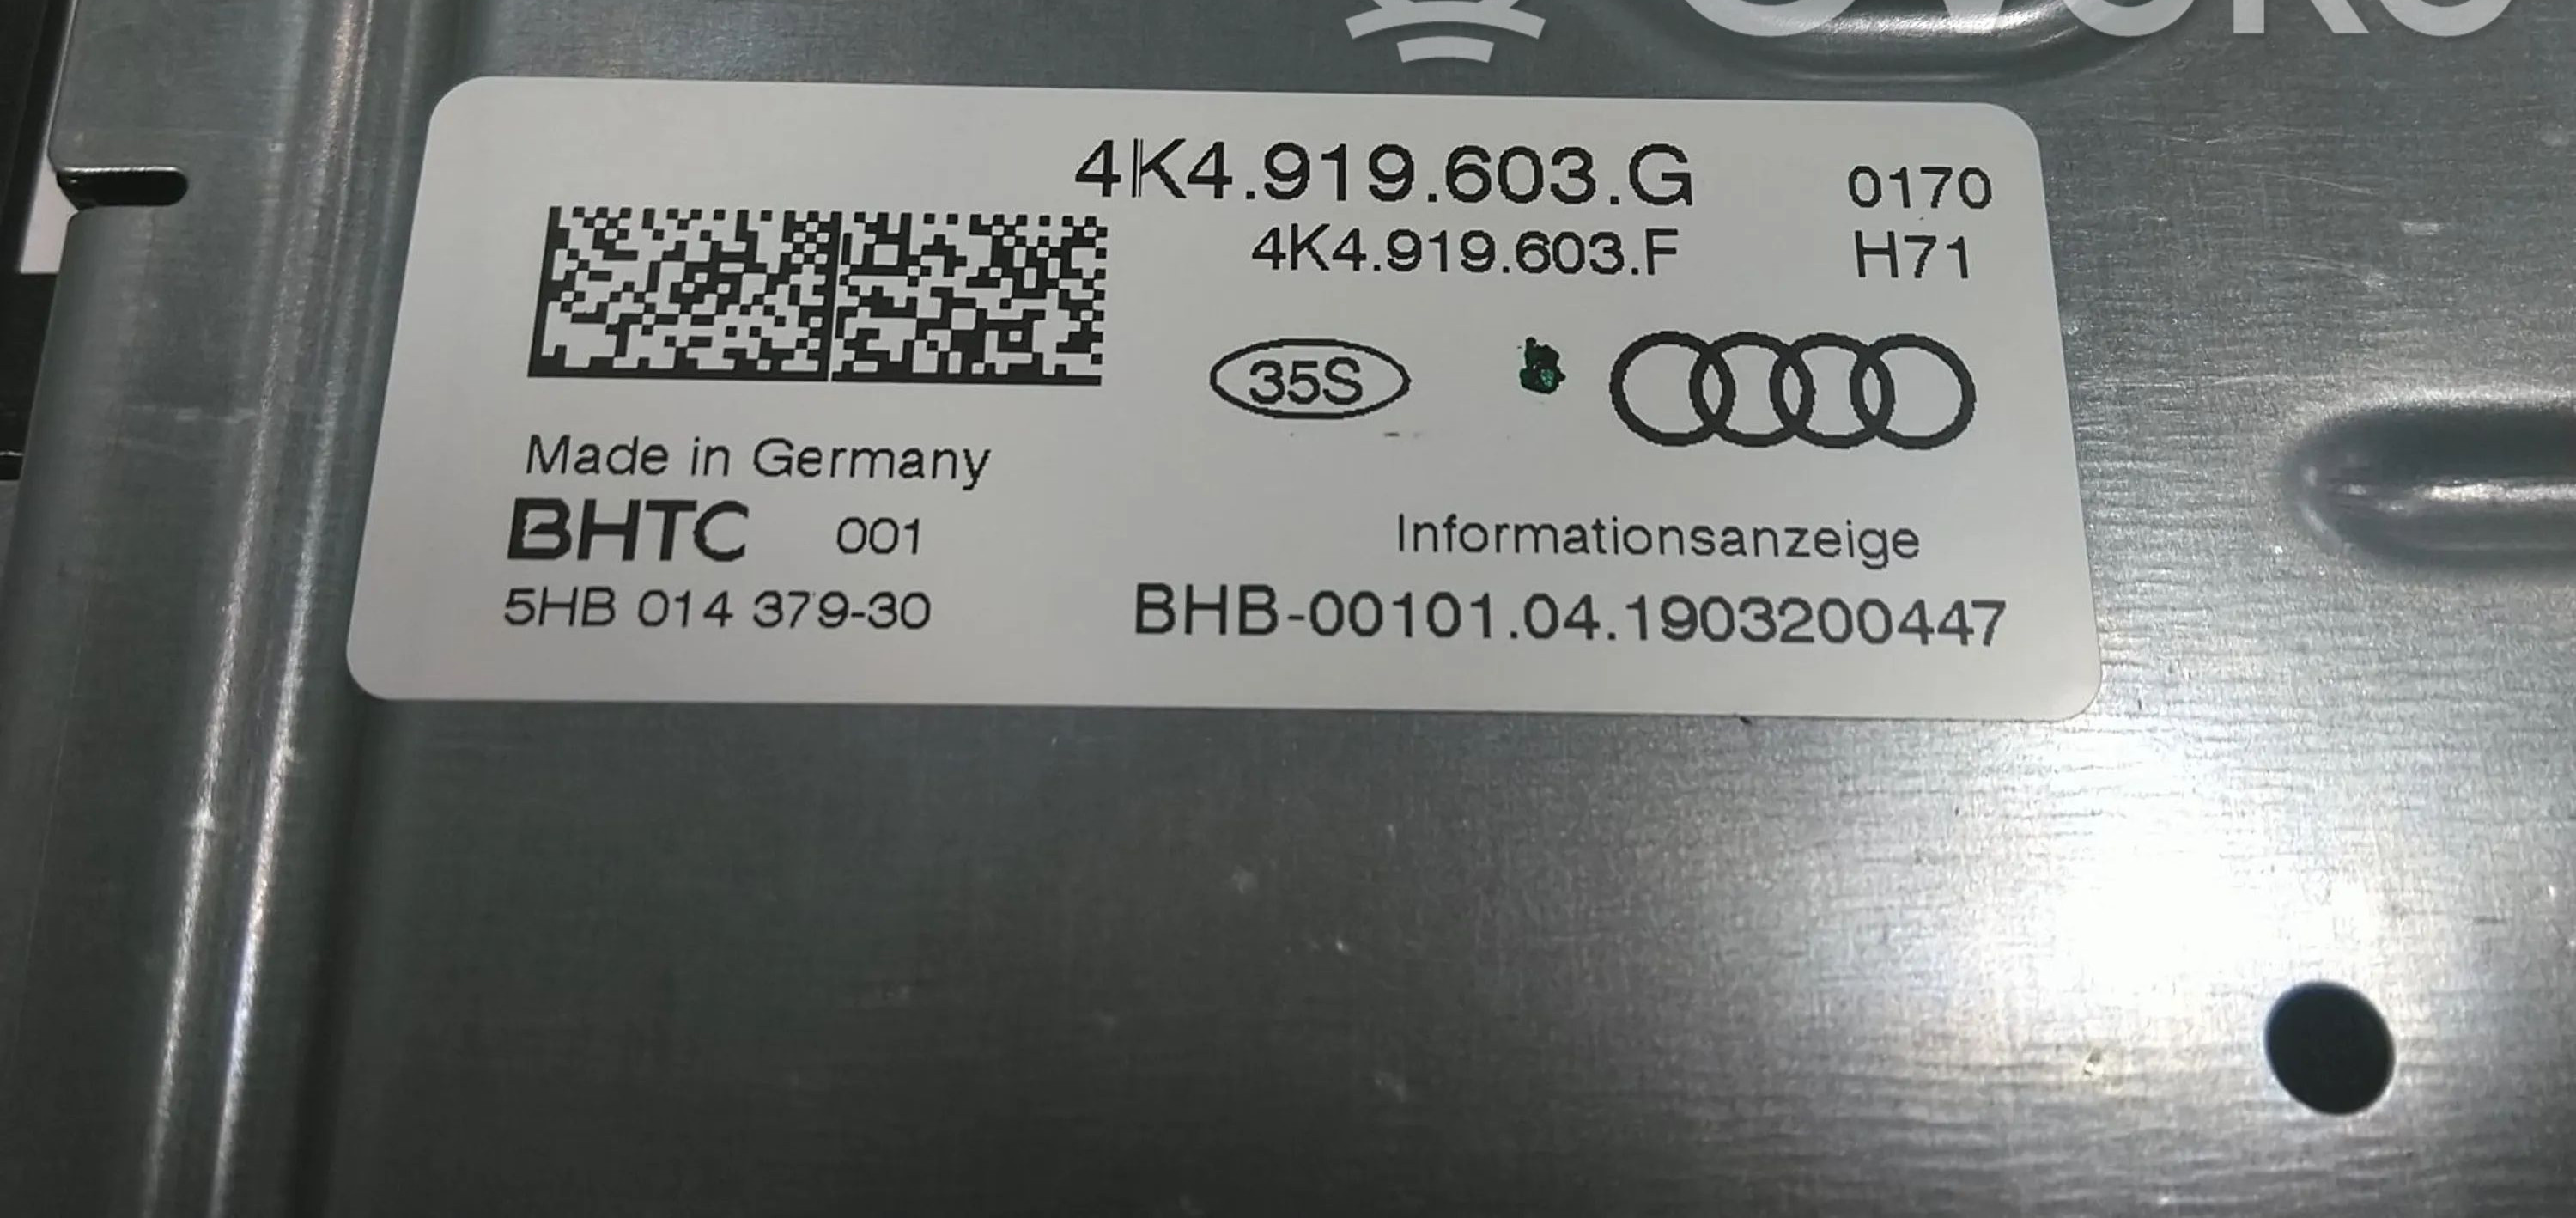 4K4.919.603.G 0170
4K4.919.603.F H71
35S
Made in Germany
BHTC 001
Informationsanzeige
5HB 014 379-30
BHB-00101.04.1903200447